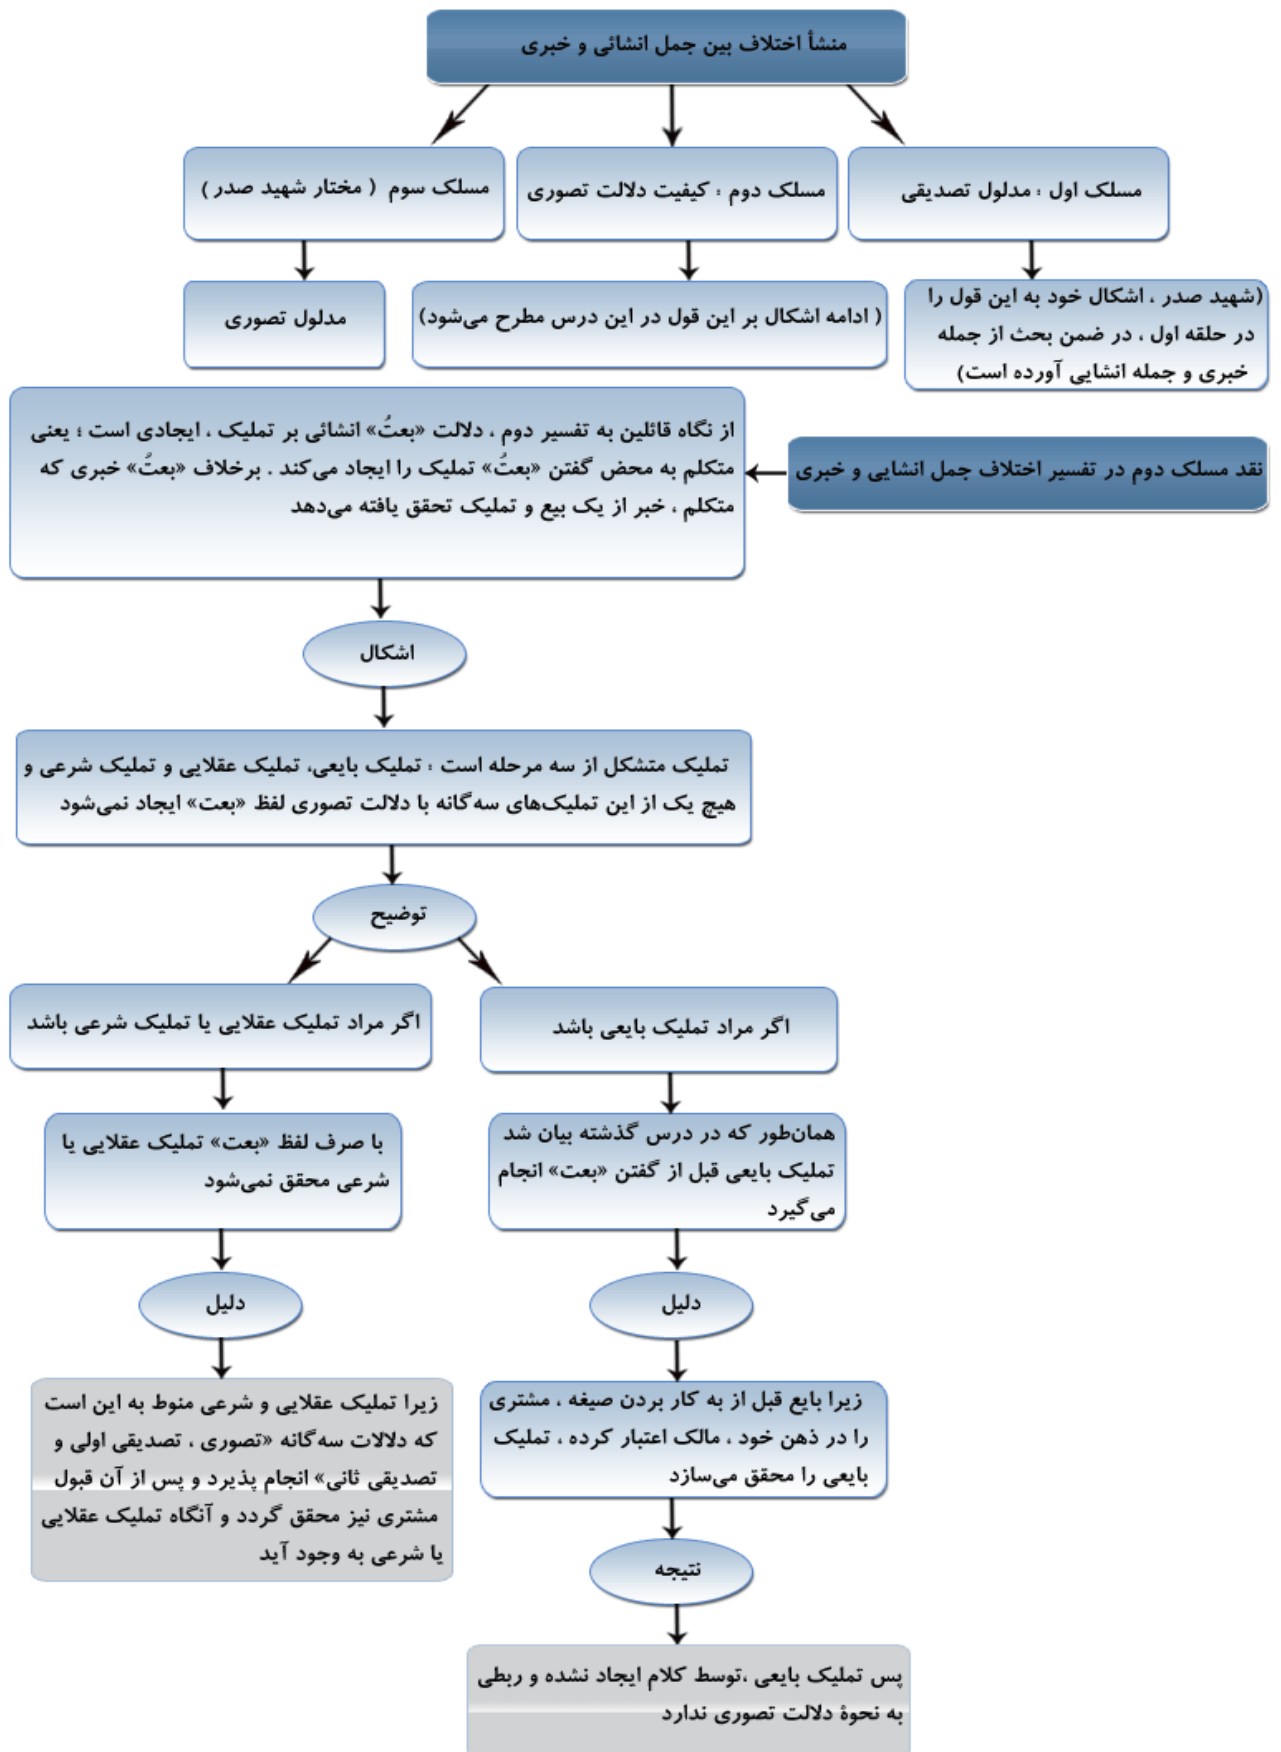 منشأ اختلاف بین جمل انشائی و خبری
مسلک اول : مدلول تصدیقی
مسلک دوم : کیفیت دلالت تصوری
مسلک سوم ( مختار شهید صدر )
(شهید صدر ، اشکال خود به این قول را
در حلقه اول ، در ضمن بحث از جمله
خبری و جمله انشایی آورده است)
( ادامه اشکال بر این قول در این درس مطرح می‌شود)
مدلول تصوری
نقد مسلک دوم در تفسیر اختلاف جمل انشایی و خبری
از نگاه قائلین به تفسیر دوم ، دلالت «بعتُ» انشائی بر تملیک ، ایجادی است ؛ یعنی
متکلم به محض گفتن «بعتُ» تملیک را ایجاد می‌کند . برخلاف «بعتُ» خبری که
متکلم ، خبر از یک بیع و تملیک تحقق یافته می‌دهد
اشکال
تملیک متشکل از سه مرحله است : تملیک بایعی، تملیک عقلایی و تملیک شرعی و
هیچ یک از این تملیک‌های سه‌گانه با دلالت تصوری لفظ «بعت» ایجاد نمی‌شود
توضیح
اگر مراد تملیک بایعی باشد
همان‌طور که در درس گذشته بیان شد
تملیک بایعی قبل از گفتن «بعت» انجام
می‌گیرد
دلیل
زیرا بایع قبل از به کار بردن صیغه ، مشتری
را در ذهن خود ، مالک اعتبار کرده ، تملیک
بایعی را محقق می‌سازد
نتیجه
پس تملیک بایعی ،توسط کلام ایجاد نشده و ربطی
به نحوۀ دلالت تصوری ندارد
اگر مراد تملیک عقلایی یا تملیک شرعی باشد
با صرف لفظ «بعت» تملیک عقلایی یا
شرعی محقق نمی‌شود
دلیل
زیرا تملیک عقلایی و شرعی منوط به این است
که دلالات سه‌گانه «تصوری ، تصدیقی اولی و
تصدیقی ثانی» انجام پذیرد و پس از آن قبول
مشتری نیز محقق گردد و آنگاه تملیک عقلایی
یا شرعی به وجود آید